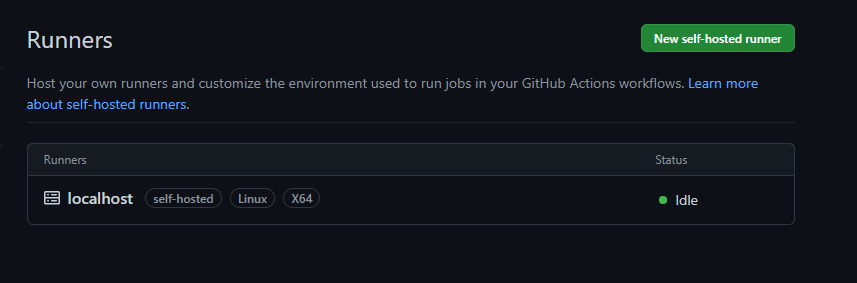 Runners
New self-hosted runner
Host your own runners and customize the environment used to run jobs in your GitHub Actions workflows. Learn more
about self-hosted runners.
Runners Status
localhost self-hosted Linux X64 Idle